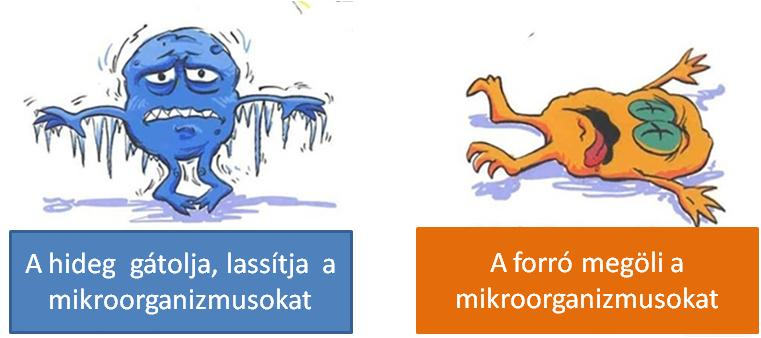 A hideg gátolja, lassítja a
mikroorganizmusokat
A forró megöli a
mikroorganizmusokat